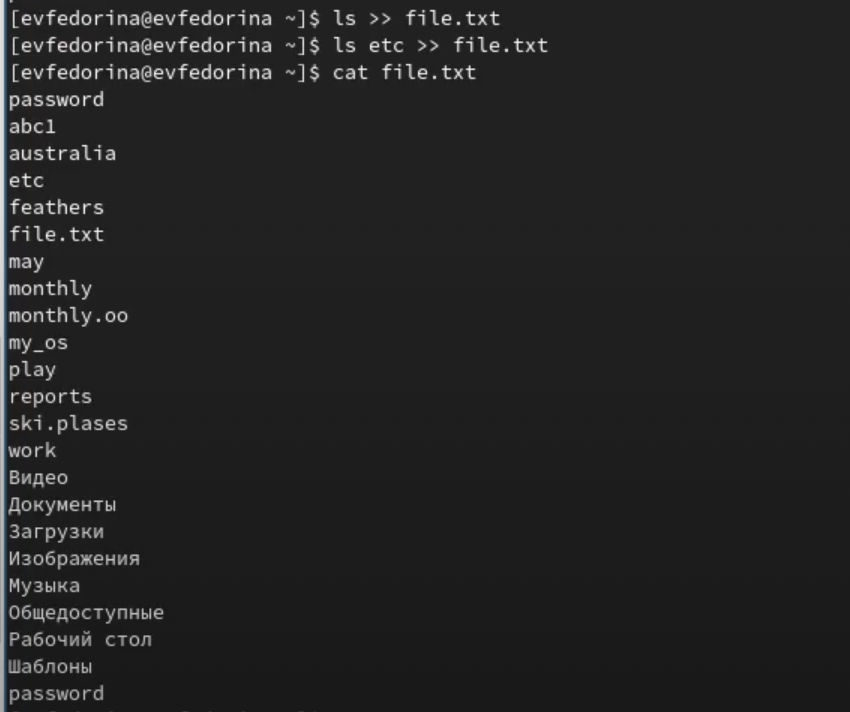 [evfedorina@evfedorina ~]$ ls >> file.txt
[evfedorina@evfedorina ~]$ ls etc >> file.txt
[evfedorina@evfedorina ~]$ cat file.txt
password
abc1
australia
etc
feathers
file.txt
may
monthly
monthly.oo
my_os
play
reports
ski.plases
work
Видео
Документы
Загрузки
Изображения
Музыка
Общедоступные
Рабочий стол
Шаблоны
password